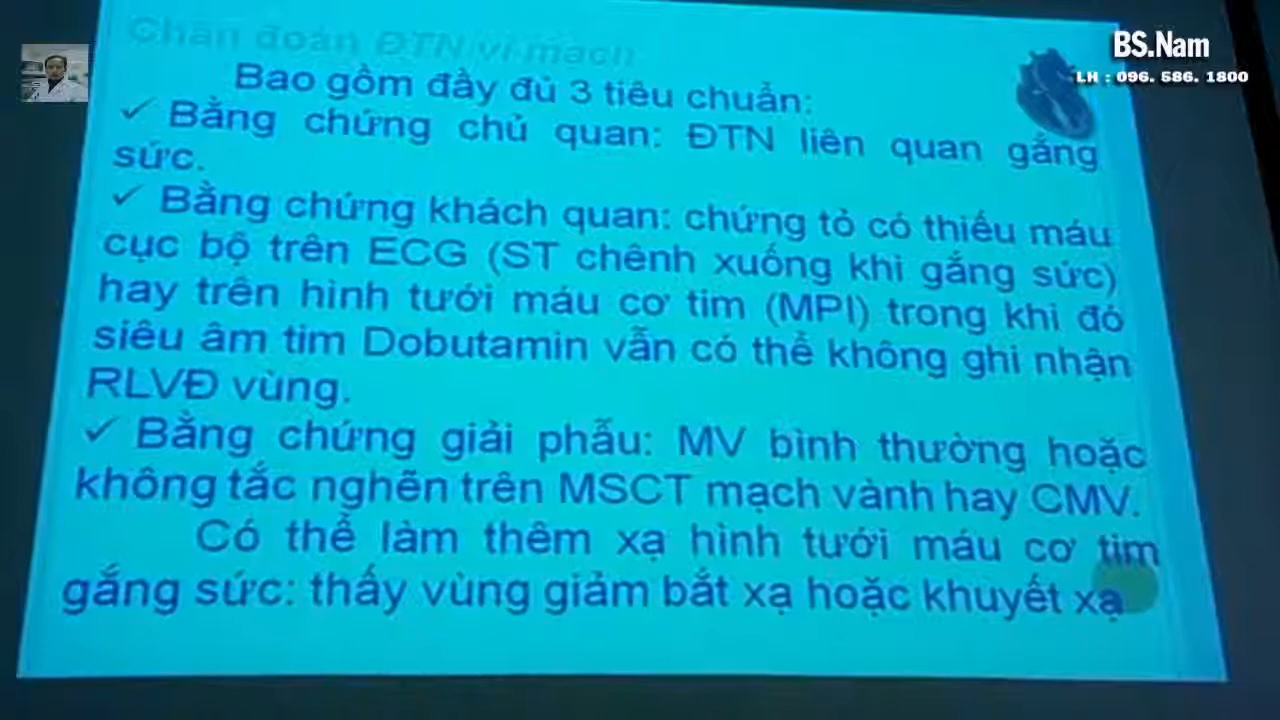 BS.Nam
LH : 096. 586. 1800
Chẩn đoán ĐTN vi mạch
Bao gồm đầy đủ 3 tiêu chuẩn:
✓ Bằng chứng chủ quan: ĐTN liên quan gắng
sức.
✓ Bằng chứng khách quan: chứng tỏ có thiếu máu
cục bộ trên ECG (ST chênh xuống khi gắng sức)
hay trên hình tưới máu cơ tim (MPI) trong khi đó
siêu âm tim Dobutamin vẫn có thể không ghi nhận
RLVĐ vùng.
✓ Bằng chứng giải phẫu: MV bình thường hoặc
không tắc nghẽn trên MSCT mạch vành hay CMV.
Có thể làm thêm xạ hình tưới máu cơ tim
gắng sức: thấy vùng giảm bắt xạ hoặc khuyết xạ